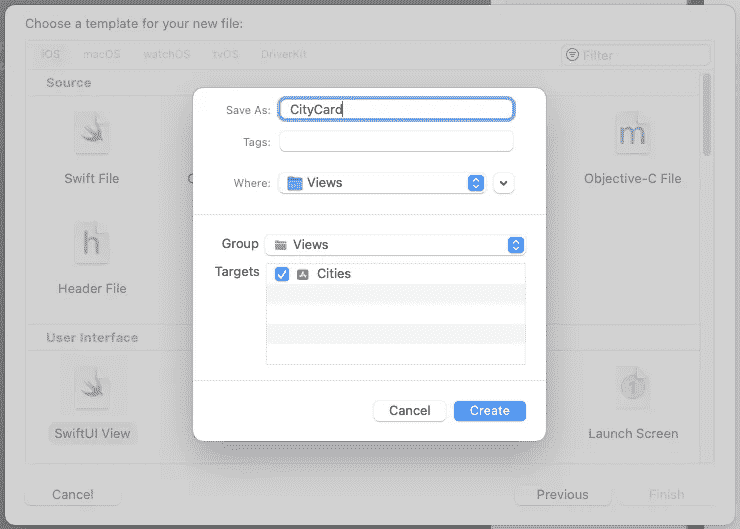 Choose a template for your new file:
iOS macOS watchOS tvOS DriverKit
Filter
Source
Save As: CityCard
Tags:
Swift File
Where: Views
m
Objective-C File
h
Group Views
Targets Cities
Header File
User Interface
Cancel Create
SwiftUI View
1
Launch Screen
Cancel Previous Finish